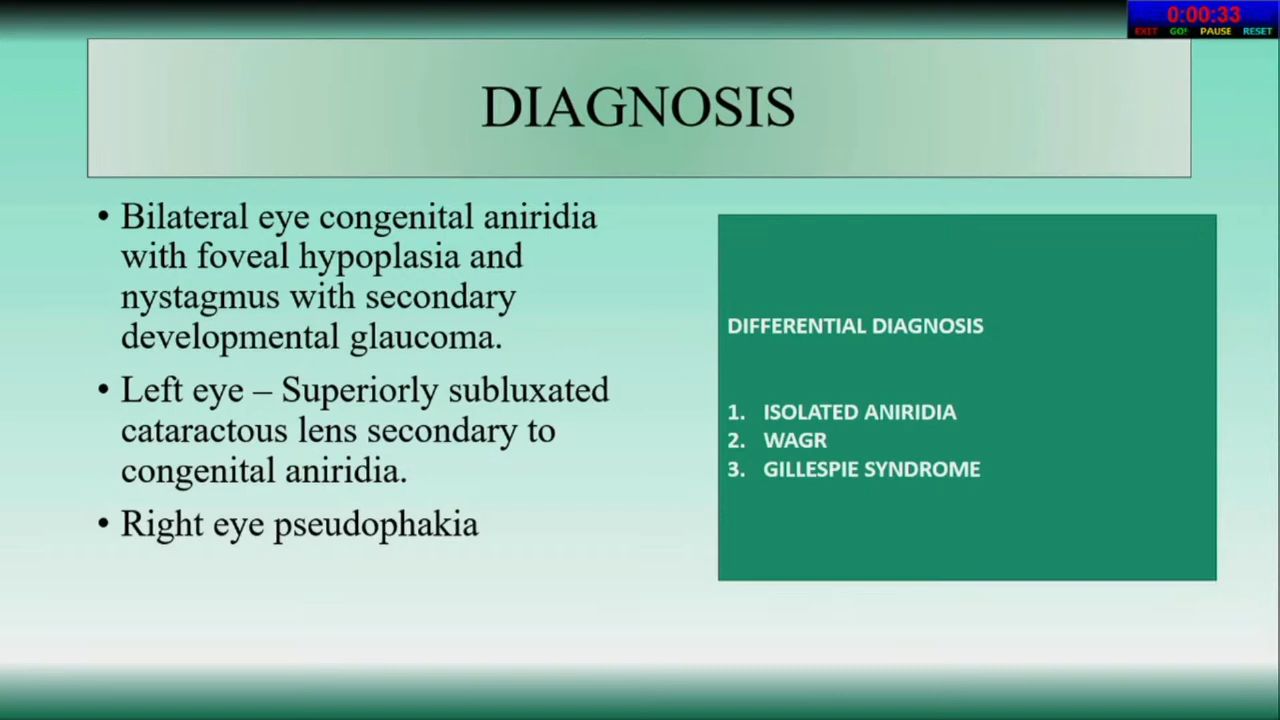 0:00:33
EXIT GO! PAUSE RESET
DIAGNOSIS
• Bilateral eye congenital aniridia
with foveal hypoplasia and
nystagmus with secondary
developmental glaucoma.
• Left eye – Superiorly subluxated
cataractous lens secondary to
congenital aniridia.
• Right eye pseudophakia
DIFFERENTIAL DIAGNOSIS
1. ISOLATED ANIRIDIA
2. WAGR
3. GILLESPIE SYNDROME